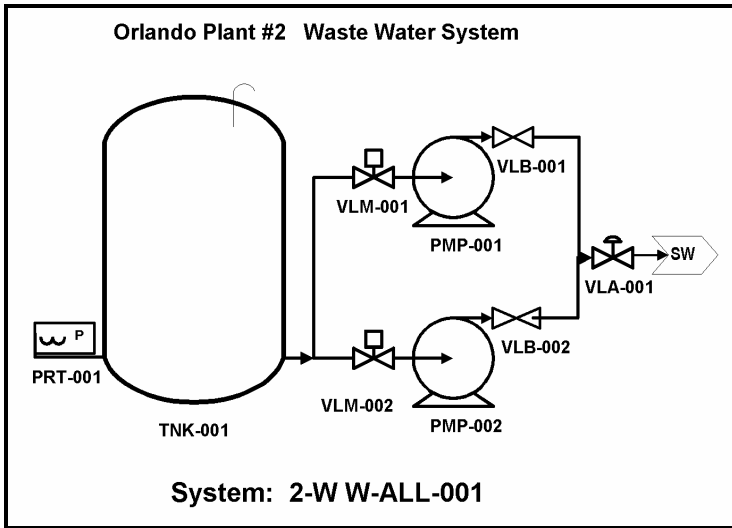 Orlando Plant #2 Waste Water System
VLB-001
VLM-001
PMP-001
SW
VLA-001
P
VLB-002
PRT-001
VLM-002
PMP-002
TNK-001
System: 2-W W-ALL-001